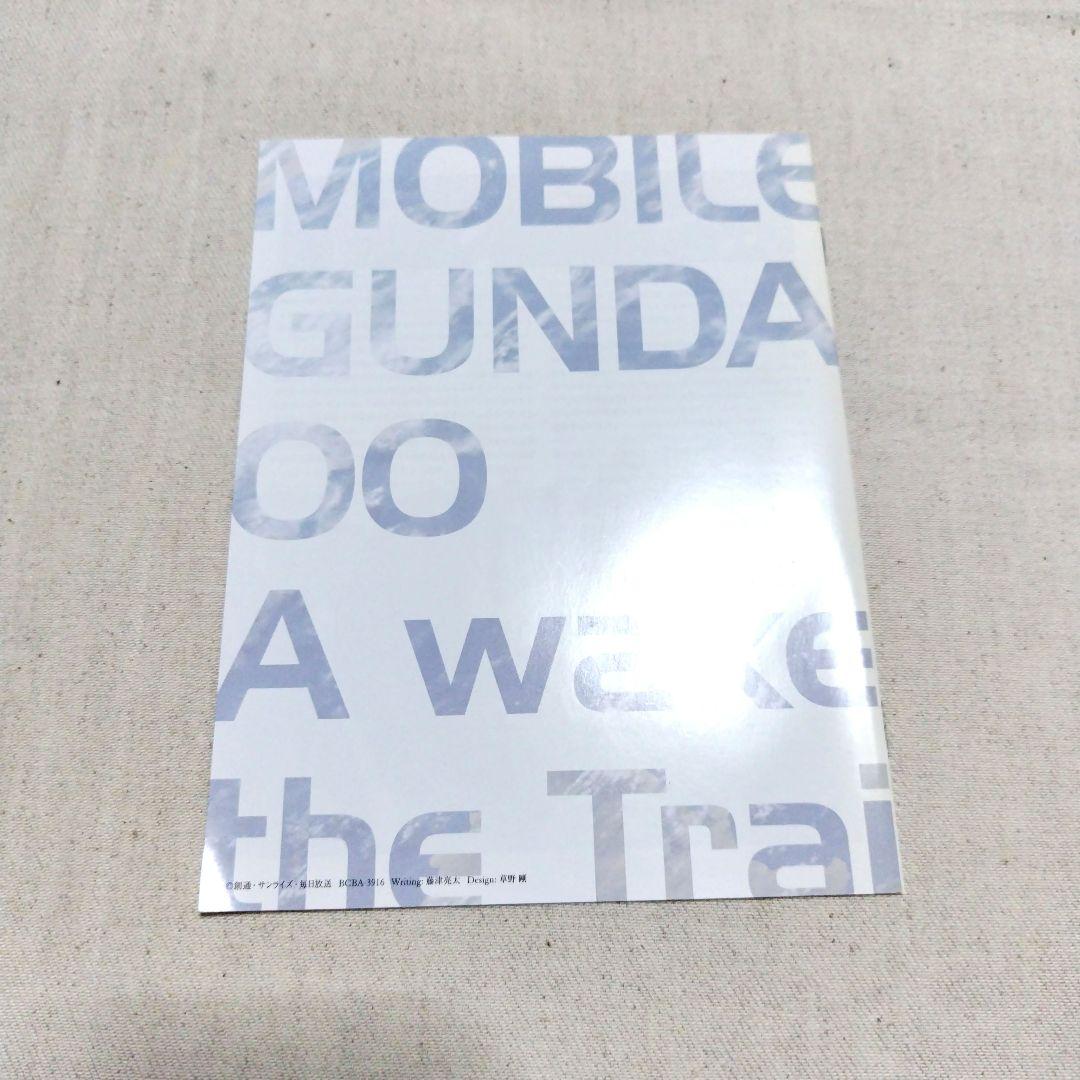 MOBILe
GUNDA
00
A wake
the Trai
©創通・サンライズ・毎日放送 BCBA-3916 Writing: 藤津亮太 Design: 草野 剛